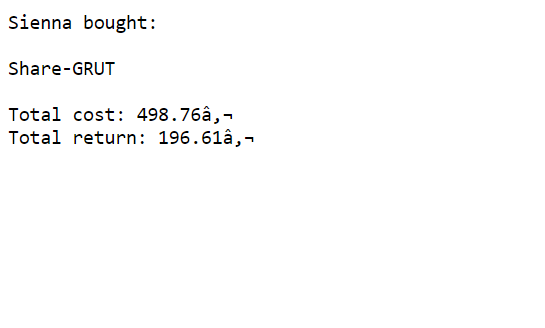 Sienna bought:
Share-GRUT
Total cost: 498.76â‚¬
Total return: 196.61â‚¬